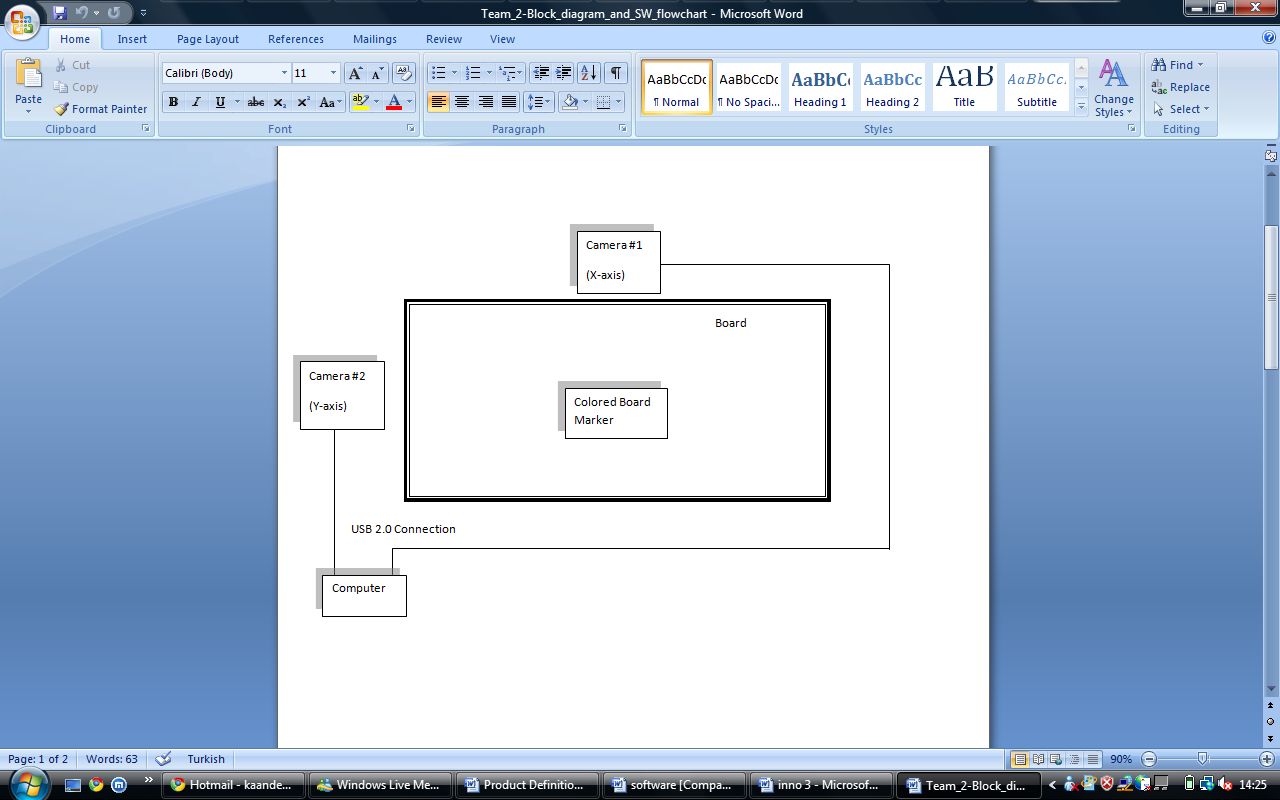 Team_2-Block_diagram_and_SW_flowchart - Microsoft Word
Home Insert Page Layout References Mailings Review View
Paste
Cut
Copy
Format Painter
Clipboard
Calibri (Body) 11
B I U abc x₂ x² Aa
Font
Paragraph
AaBbCcDc AaBbCcDc AaBbC AaBbCc AaB AaBbCc.
¶ Normal ¶ No Spaci... Heading 1 Heading 2 Title Subtitle
Change Styles
Styles
Find
Replace
Select
Editing
Camera #1
(X-axis)
Board
Camera #2
(Y-axis)
Colored Board
Marker
USB 2.0 Connection
Computer
Page: 1 of 2 Words: 63 Turkish 90%
Hotmail - kaande... Windows Live Me... Product Definitio... software [Compa... inno 3 - Microsof... Team_2-Block_di... 14:25